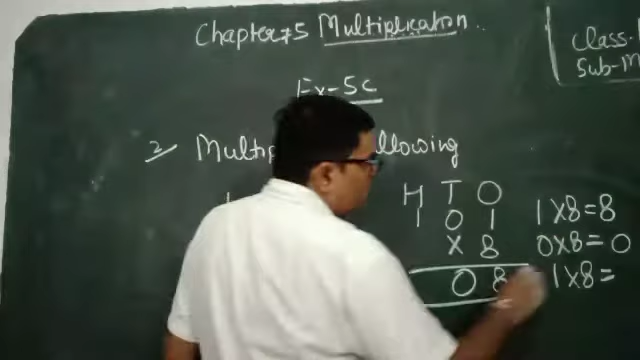 Chapter-5 Multiplication..
Class-
Sub-M
Ex-5c
2 Multip llowing
H T O
1 0 1 1x8=8
x 8 0x8=0
0 8 1x8=